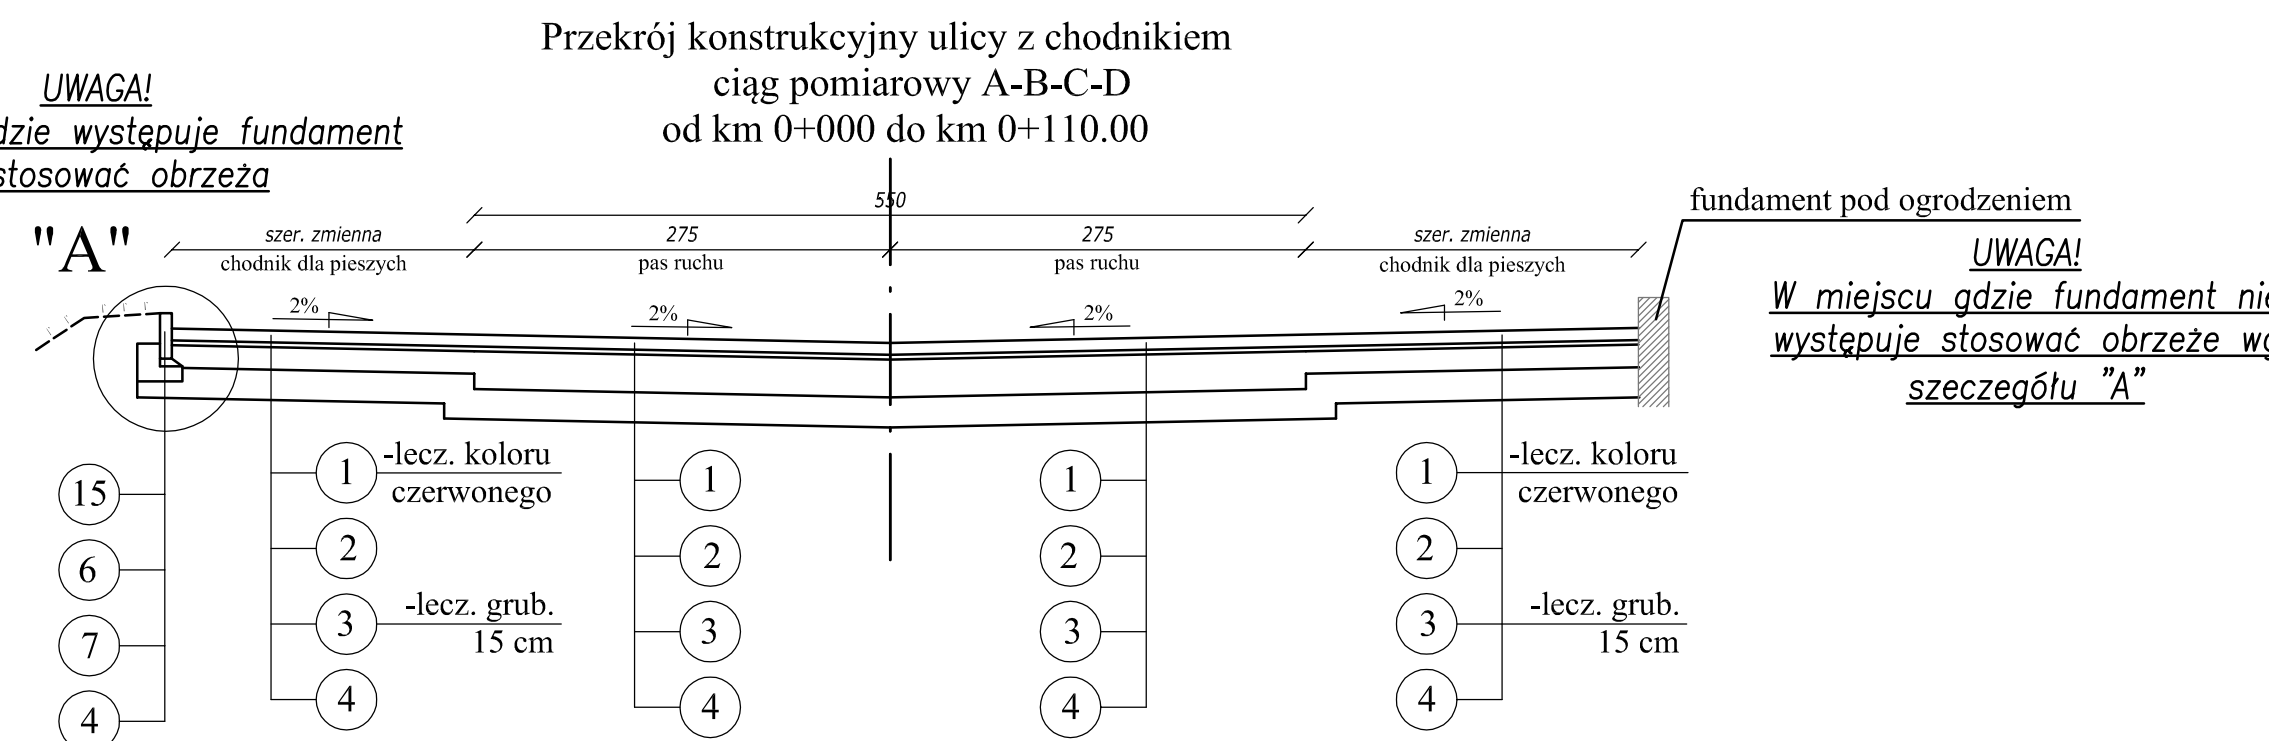 Przekrój konstrukcyjny ulicy z chodnikiem
ciąg pomiarowy A-B-C-D
od km 0+000 do km 0+110.00
UWAGA!
dzie występuje fundament
stosować obrzeża
"A"
550
szer. zmienna
275
275
szer. zmienna
chodnik dla pieszych
pas ruchu
pas ruchu
chodnik dla pieszych
fundament pod ogrodzeniem
UWAGA!
W miejscu gdzie fundament nie
występuje stosować obrzeże
szeczegółu "A"
2%
2%
2%
2%
15
6
7
4
1
-lecz. koloru
czerwonego
2
3
-lecz. grub.
15 cm
4
1
2
3
4
1
2
3
4
1
-lecz. koloru
czerwonego
2
3
-lecz. grub.
15 cm
4